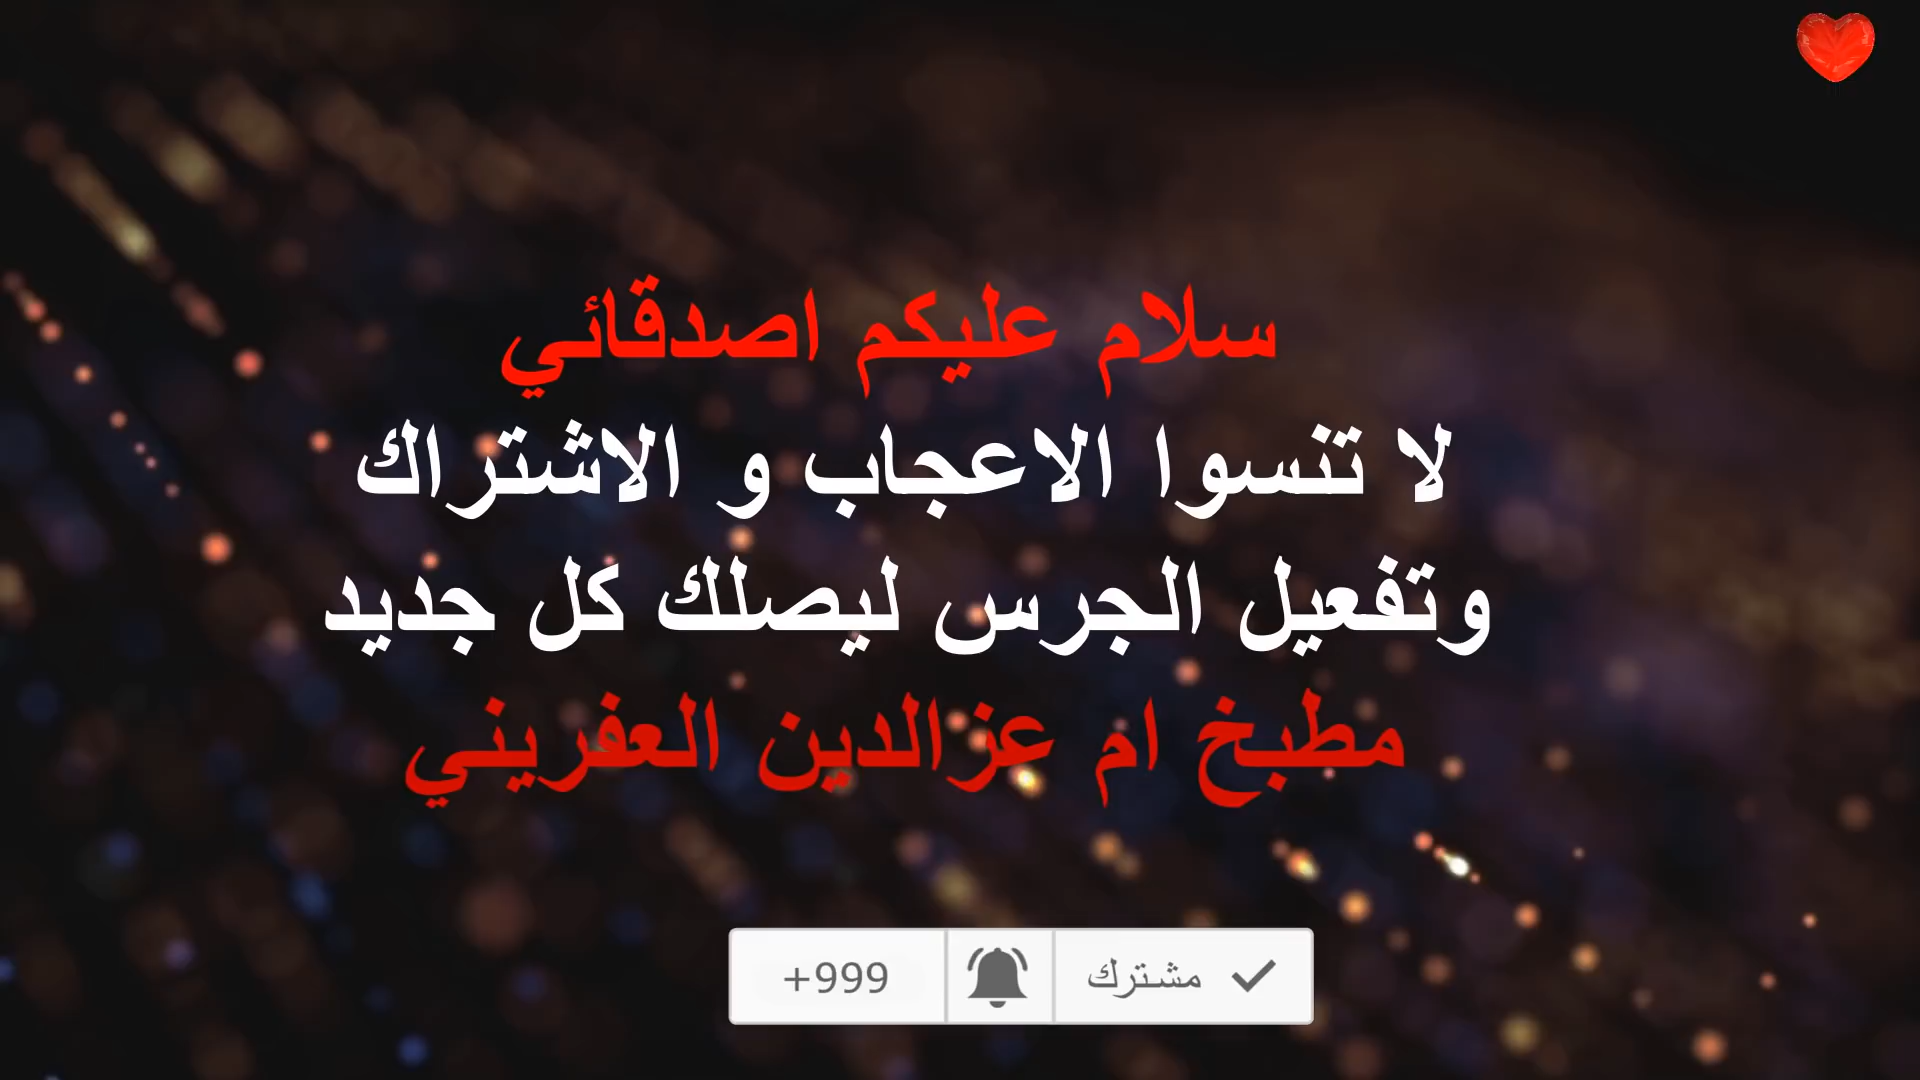 سلام عليكم اصدقائي
لا تنسوا الاعجاب و الاشتراك
وتفعيل الجرس ليصلك كل جديد
مطبخ ام عزالدين العفريني
مشترك
+999